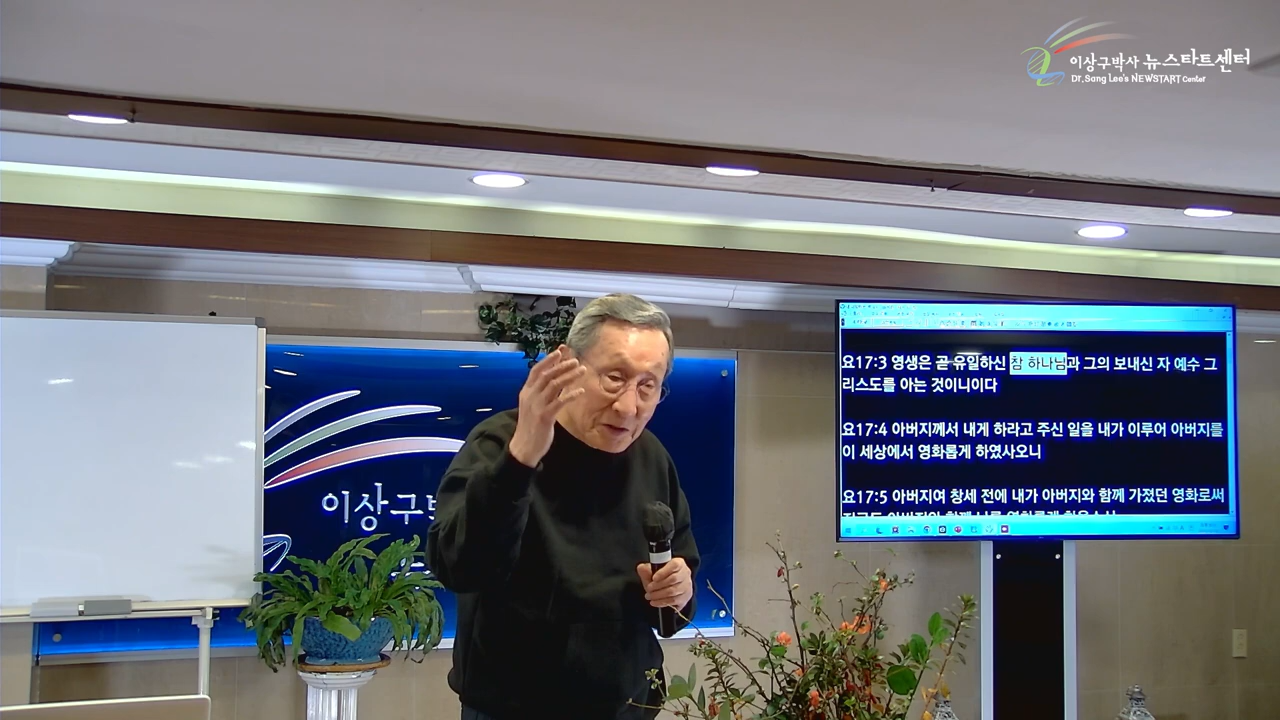 이상구박사 뉴스타트센터
Dr. Sang Lee's NEWSTART Center
요17:3 영생은 곧 유일하신 참 하나님과 그의 보내신 자 예수 그
리스도를 아는 것이니이다
요17:4 아버지께서 내게 하라고 주신 일을 내가 이루어 아버지를
이 세상에서 영화롭게 하였사오니
요17:5 아버지여 창세 전에 내가 아버지와 함께 가졌던 영화로써
이상구